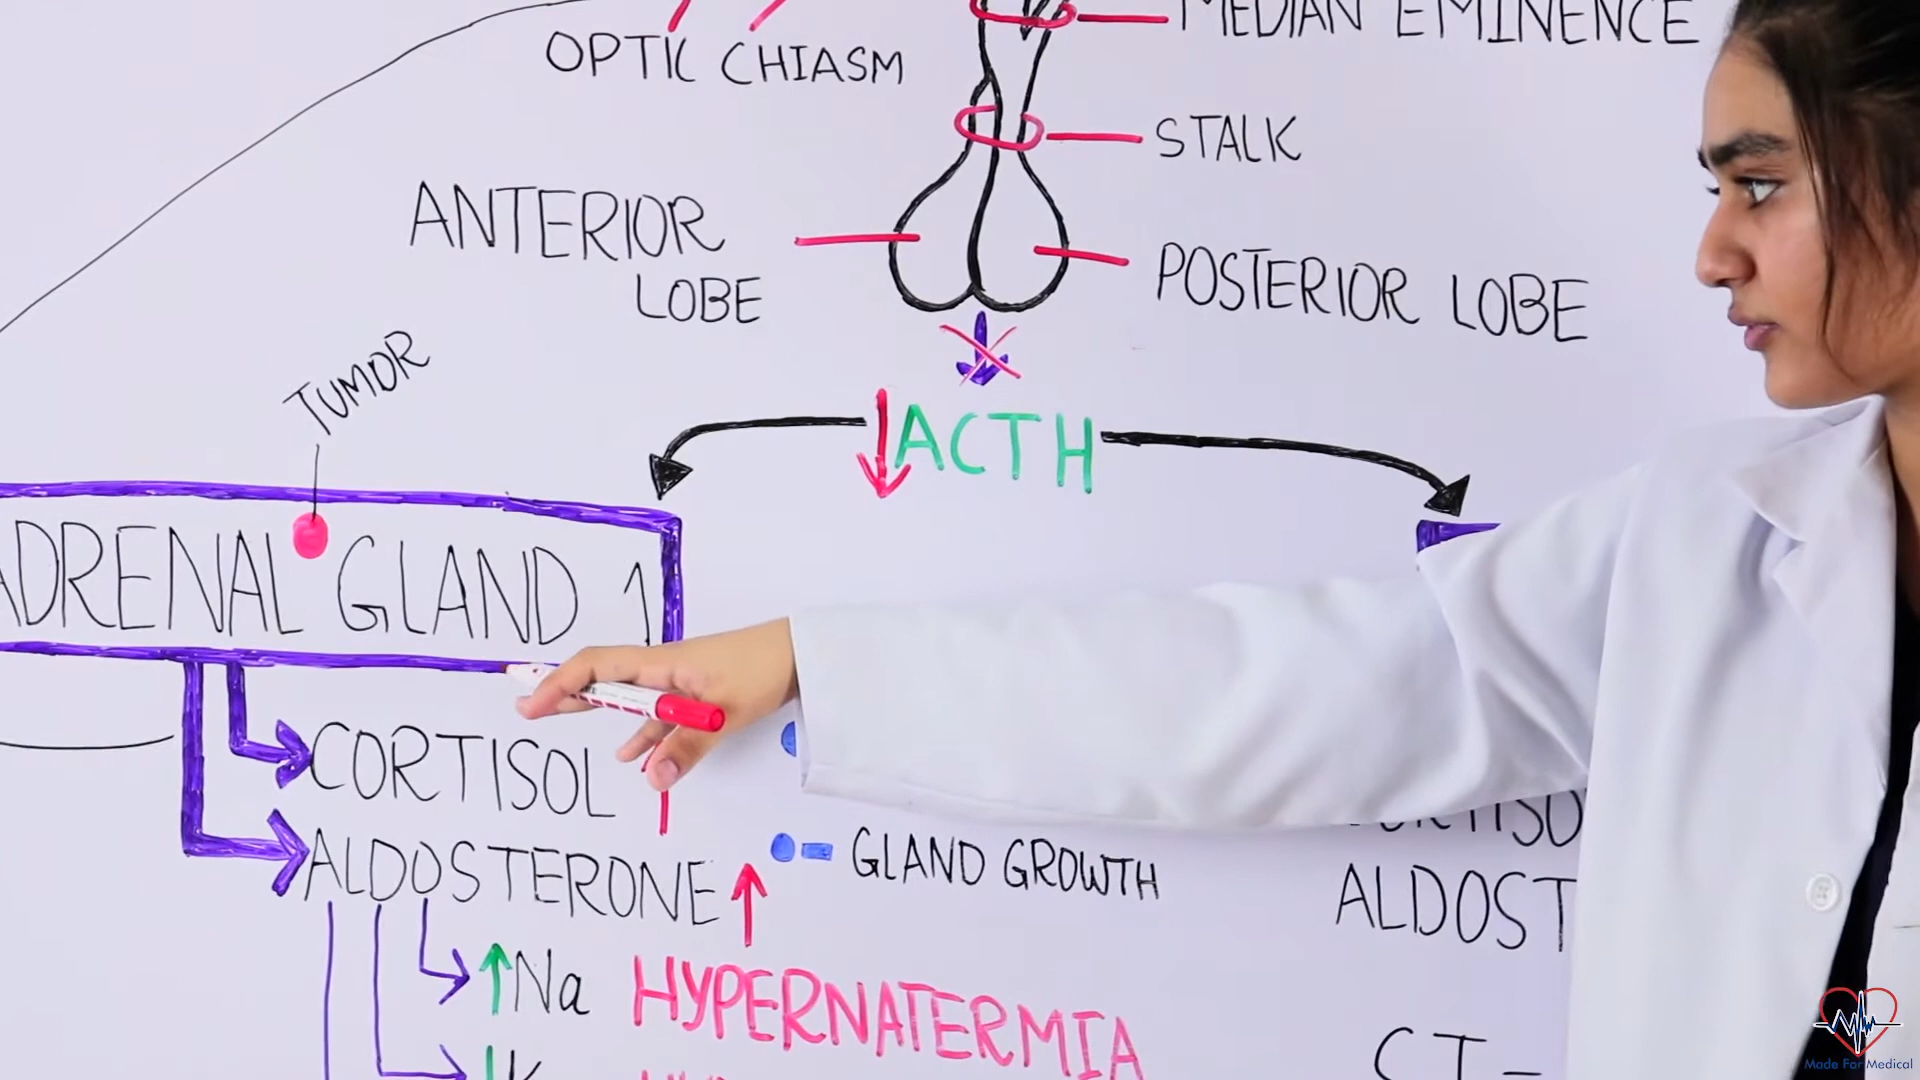 MEDIAN EMINENCE
OPTIC CHIASM
STALK
ANTERIOR
LOBE
POSTERIOR LOBE
TUMOR
ACTH
ADRENAL GLAND 1
CORTISOL
ALDOSTERONE
GLAND GROWTH
ALDOST
Na HYPERNATERMIA
K
CT-
Made For Medical